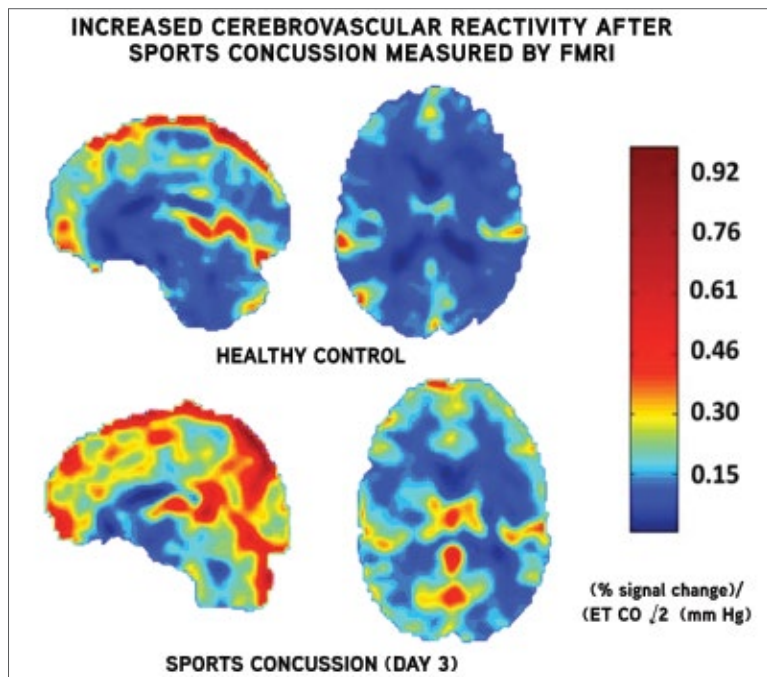 INCREASED CEREBROVASCULAR REACTIVITY AFTER
SPORTS CONCUSSION MEASURED BY FMRI
0.92
0.76
0.61
0.46
0.30
0.15
HEALTHY CONTROL
(% signal change)/
(ET CO ↓2 (mm Hg)
SPORTS CONCUSSION (DAY 3)